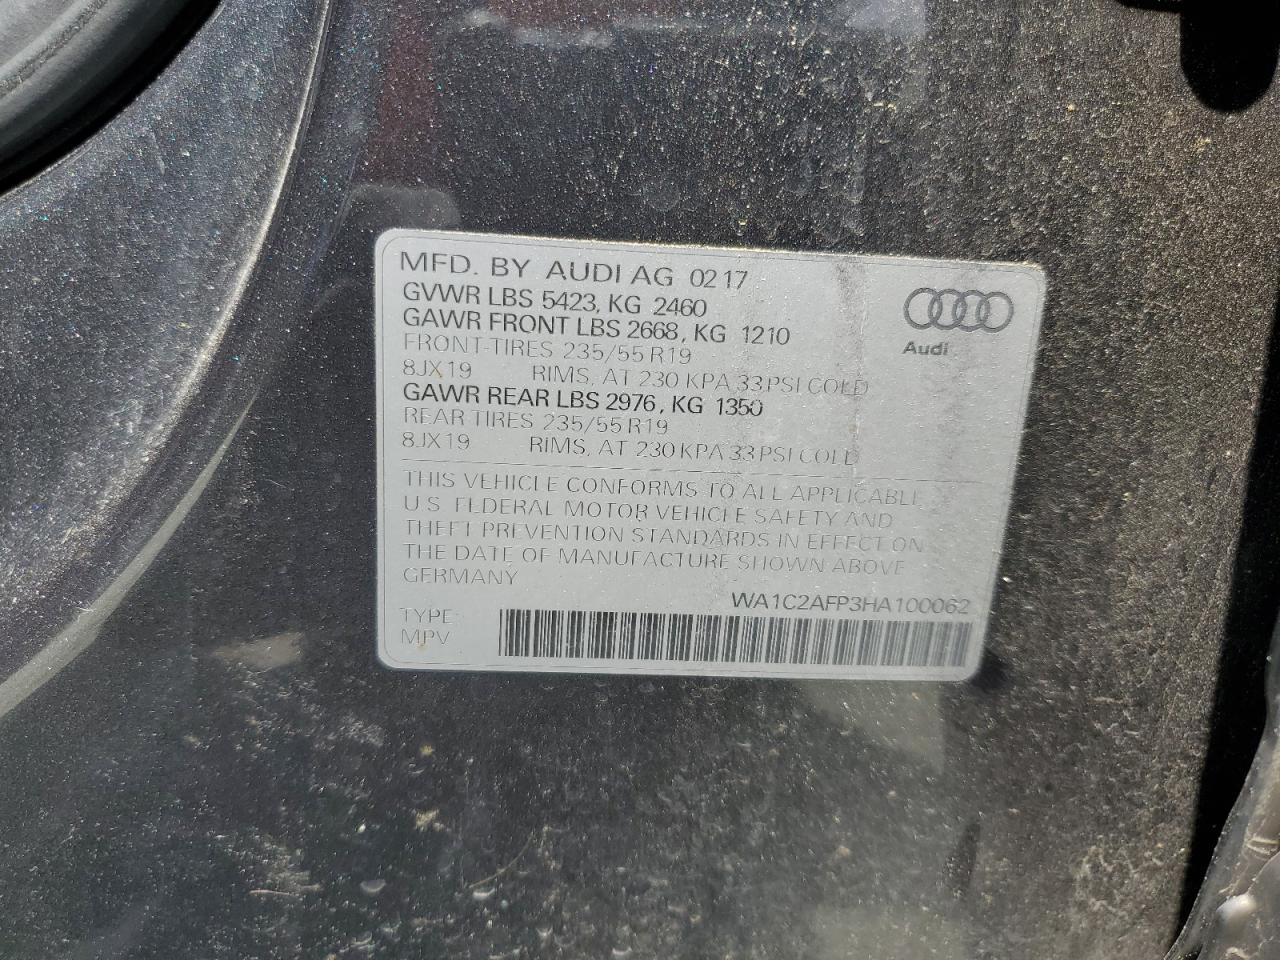 MFD. BY AUDI AG 02 17
GVWR LBS 5423, KG 2460
GAWR FRONT LBS 2668, KG 1210
FRONT-TIRES 235/55 R19
8JX19 RIMS, AT 230 KPA 33 PSI COLD
GAWR REAR LBS 2976, KG 1350
REAR TIRES 235/55 R19
8JX19 RIMS, AT 230 KPA 33 PSI COLD
Audi
THIS VEHICLE CONFORMS TO ALL APPLICABLE
U.S. FEDERAL MOTOR VEHICLE SAFETY AND
THEFT PREVENTION STANDARDS IN EFFECT ON
THE DATE OF MANUFACTURE SHOWN ABOVE
GERMANY
WA1C2AFP3HA100062
TYPE:
MPV